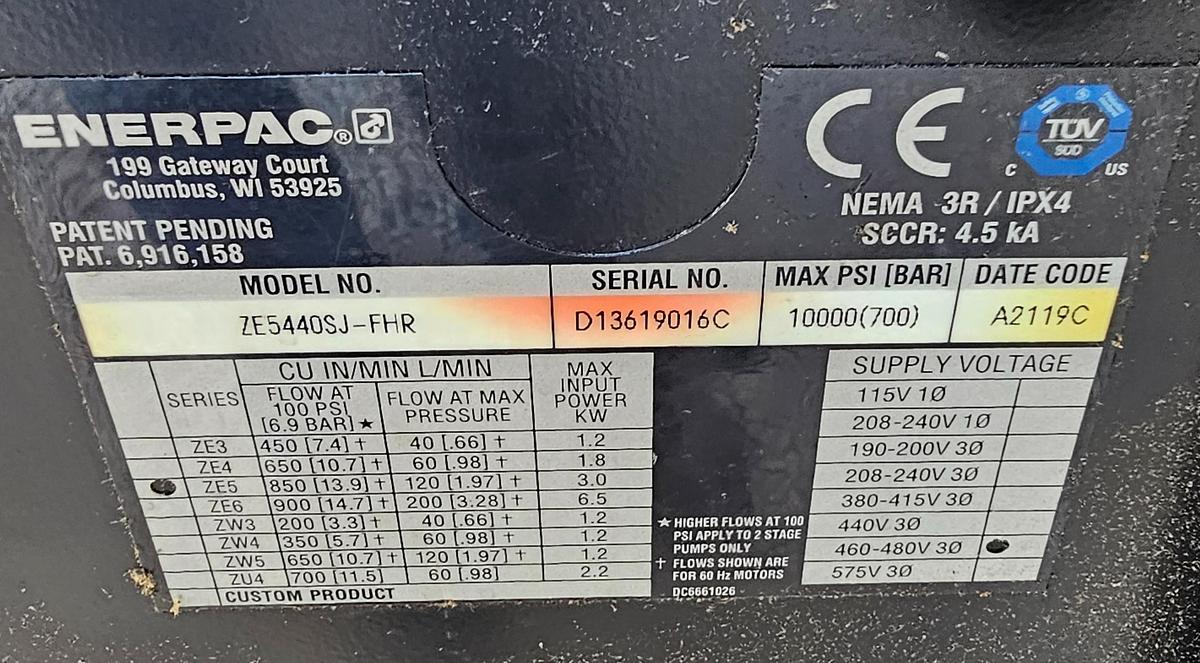 ENERPAC®
199 Gateway Court
Columbus, WI 53925
PATENT PENDING
PAT. 6,916,158
CE
TÜV
SÜD
C US
NEMA 3R / IPX4
SCCR: 4.5 kA
MODEL NO. SERIAL NO. MAX PSI [BAR] DATE CODE
ZE5440SJ-FHR D13619016C 10000(700) A2119C
SERIES
CU IN/MIN L/MIN
FLOW AT
100 PSI
[6.9 BAR] ★
FLOW AT MAX
PRESSURE
MAX
INPUT
POWER
KW
ZE3 450 [7.4] † 40 [.66] † 1.2
ZE4 650 [10.7] † 60 [.98] † 1.8
ZE5 850 [13.9] † 120 [1.97] † 3.0
ZE6 900 [14.7] † 200 [3.28] † 6.5
ZW3 200 [3.3] † 40 [.66] † 1.2
ZW4 350 [5.7] † 60 [.98] † 1.2
ZW5 650 [10.7] † 120 [1.97] † 1.2
ZU4 700 [11.5] 60 [.98] 2.2
CUSTOM PRODUCT
★ HIGHER FLOWS AT 100
PSI APPLY TO 2 STAGE
PUMPS ONLY
† FLOWS SHOWN ARE
FOR 60 Hz MOTORS
DC6661026
SUPPLY VOLTAGE
115V 1Ø
208-240V 1Ø
190-200V 3Ø
208-240V 3Ø
380-415V 3Ø
440V 3Ø
460-480V 3Ø
575V 3Ø